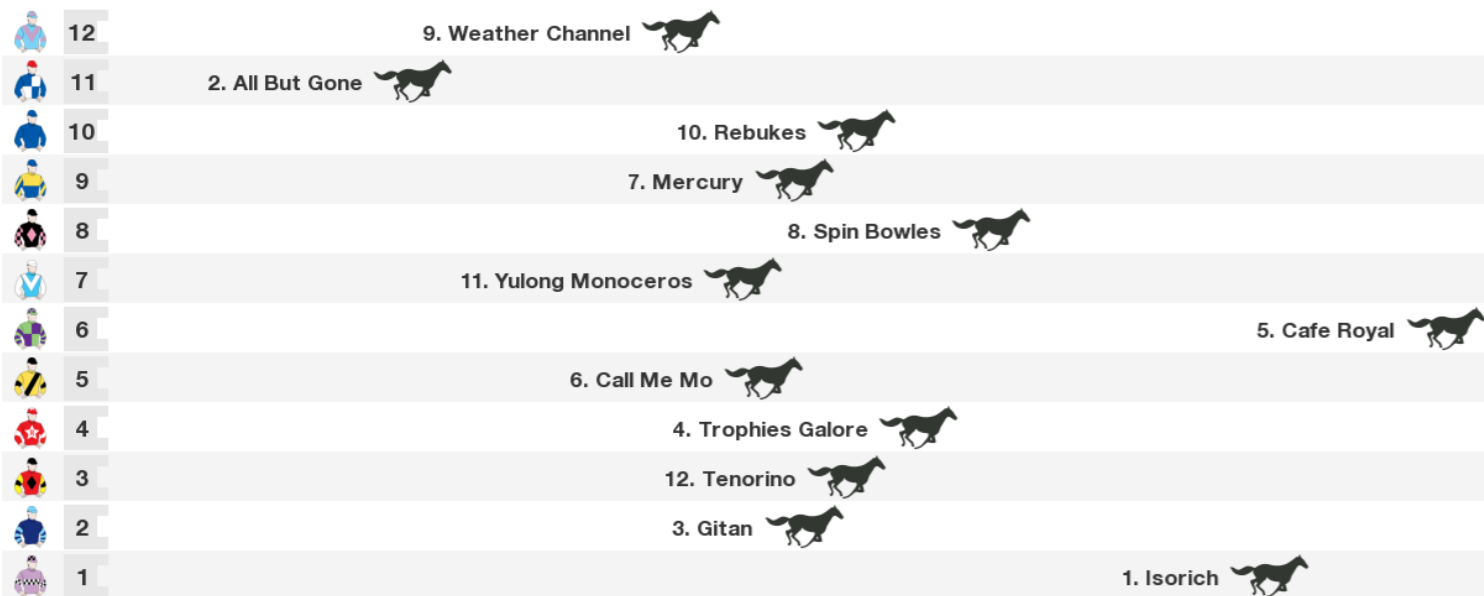 12 9. Weather Channel
11 2. All But Gone
10 10. Rebukes
9 7. Mercury
8 8. Spin Bowles
7 11. Yulong Monoceros
6 5. Cafe Royal
5 6. Call Me Mo
4 4. Trophies Galore
3 12. Tenorino
2 3. Gitan
1 1. Isorich